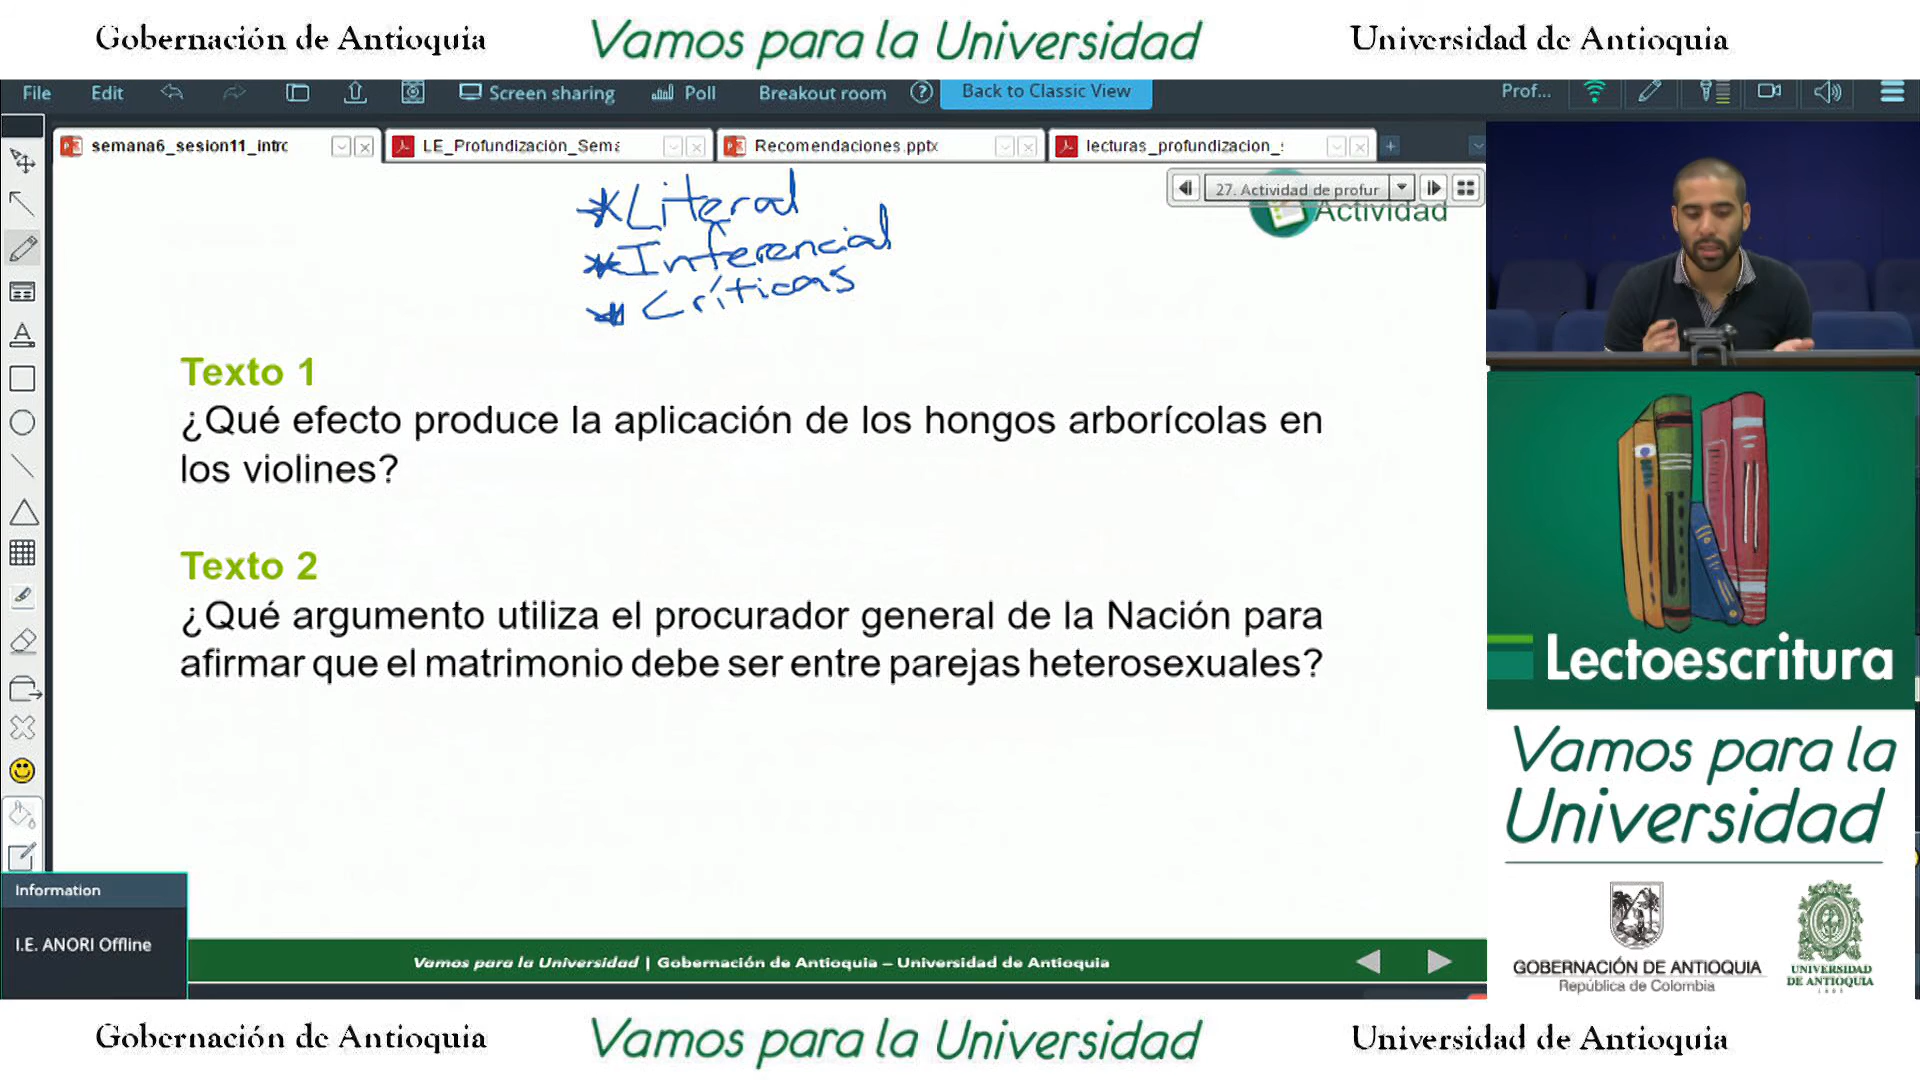 Gobernación de Antioquia Vamos para la Universidad Universidad de Antioquia
File Edit Screen sharing Poll Breakout room ? Back to Classic View Prof...
semana6_sesion11_intro LE_Profundización_Sema Recomendaciones.pptx lecturas_profundizacion_s
27. Actividad de profur
Actividad
*Literal
*Inferencial
*Críticas
Texto 1
¿Qué efecto produce la aplicación de los hongos arborícolas en
los violines?
Texto 2
¿Qué argumento utiliza el procurador general de la Nación para
afirmar que el matrimonio debe ser entre parejas heterosexuales?
Information
I.E. ANORI Offline
Vamos para la Universidad | Gobernación de Antioquia – Universidad de Antioquia
Lectoescritura
Vamos para la
Universidad
GOBERNACIÓN DE ANTIOQUIA
República de Colombia
UNIVERSIDAD
DE ANTIOQUIA
1803
Gobernación de Antioquia Vamos para la Universidad Universidad de Antioquia